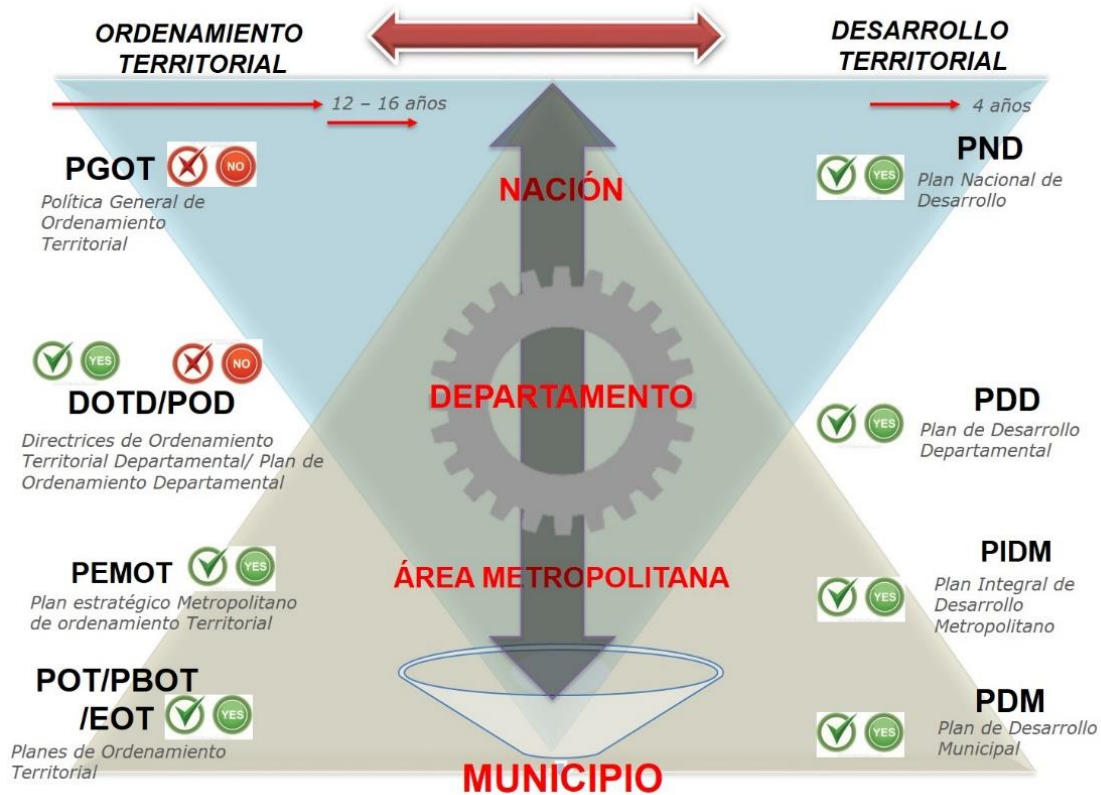 ORDENAMIENTO
TERRITORIAL
DESARROLLO
TERRITORIAL
12 – 16 años
4 años
PGOT
NO
Política General de
Ordenamiento
Territorial
NACIÓN
YES
PND
Plan Nacional de
Desarrollo
YES
NO
DOTD/POD
Directrices de Ordenamiento
Territorial Departamental/ Plan de
Ordenamiento Departamental
DEPARTAMENTO
YES
PDD
Plan de Desarrollo
Departamental
PEMOT
YES
Plan estratégico Metropolitano
de ordenamiento Territorial
ÁREA METROPOLITANA
YES
PIDM
Plan Integral de
Desarrollo
Metropolitano
POT/PBOT
/EOT
YES
Planes de Ordenamiento
Territorial
MUNICIPIO
YES
PDM
Plan de Desarrollo
Municipal